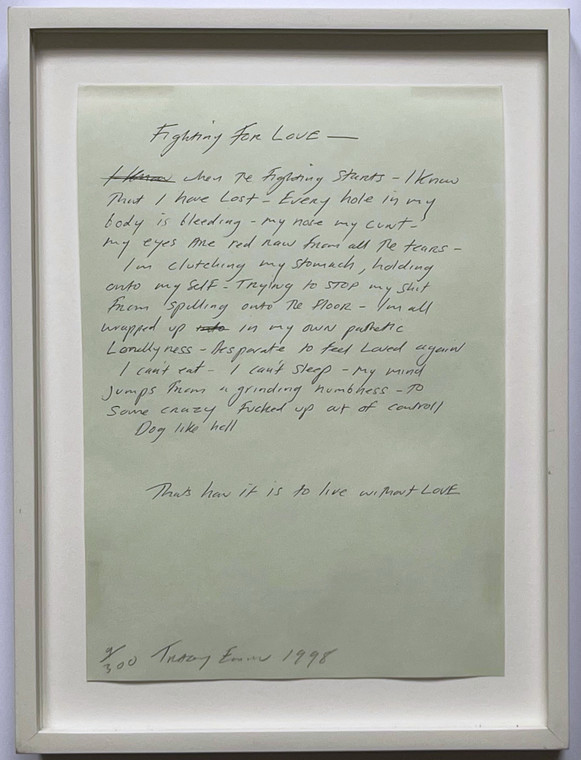 Fighting For Love —
I know when the Fighting Starts – I Know
That I have Lost – Every hole in my
body is bleeding – my nose my cunt –
my eyes Are red raw from all the tears –
I'm clutching my stomach, holding
onto my self – Trying to STOP my shit
From spilling onto The Floor – I'm all
wrapped up into in my own pathetic
Lonellyness – Desparate to feel Loved again
I can't eat – I can't sleep – my mind
jumps from a grinding numbness – To
Some crazy Fucked up out of controll
Dog like hell
Thats how it is to live without LOVE
9/300 Tracey Emin 1998